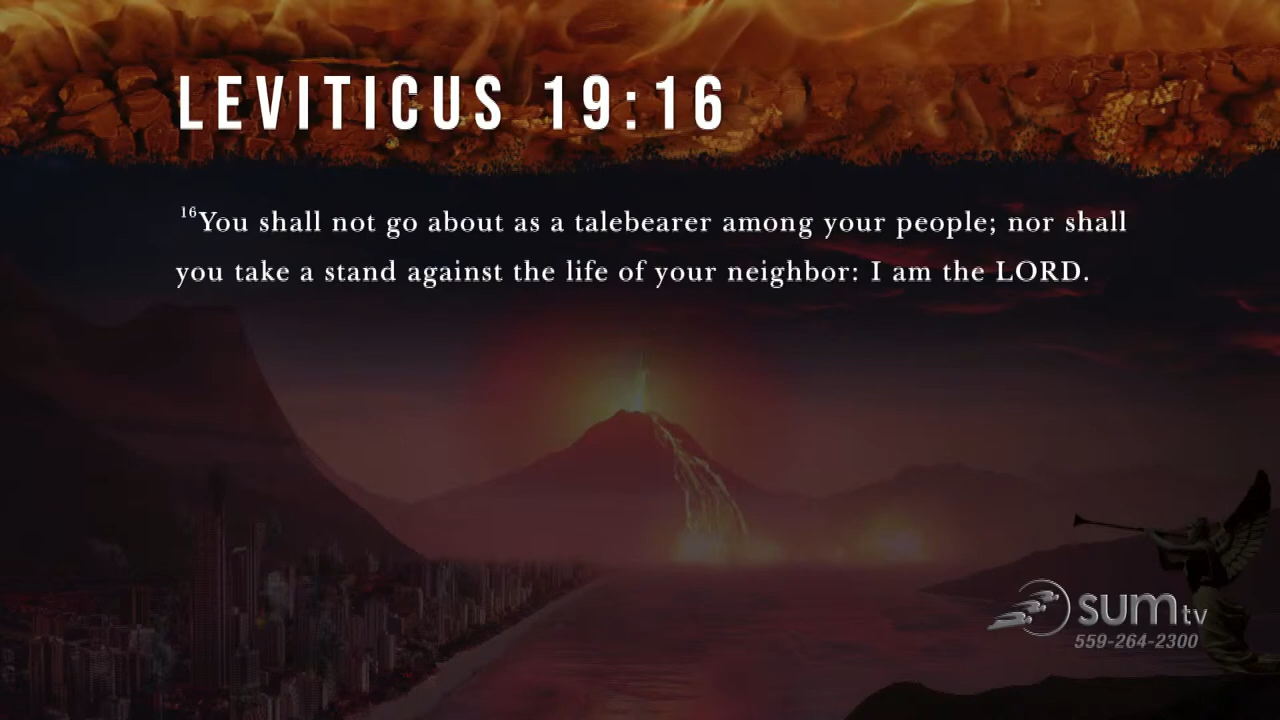 LEVITICUS 19:16
16You shall not go about as a talebearer among your people; nor shall
you take a stand against the life of your neighbor: I am the LORD.
sumtv
559-264-2300